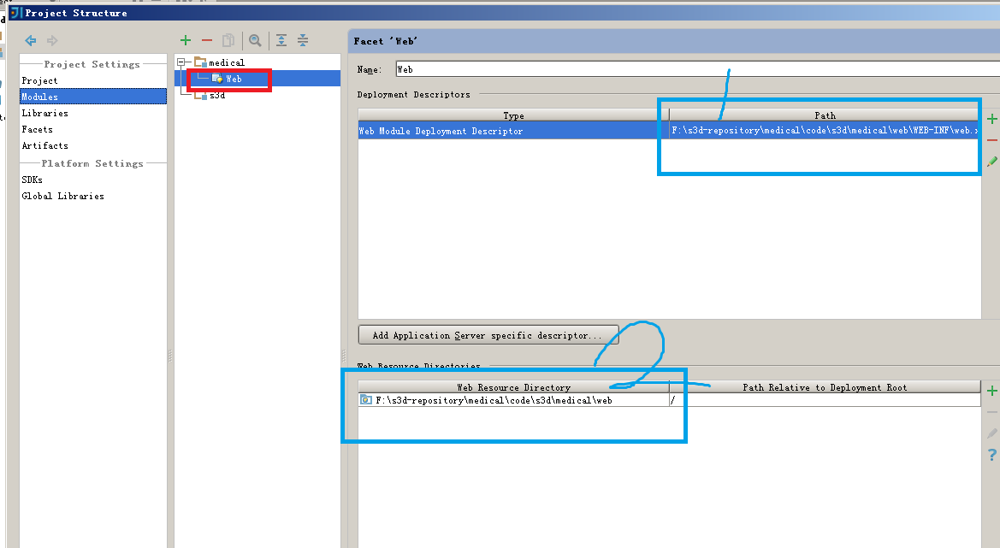 Project Structure
Project Settings
Project
Modules
Libraries
Facets
Artifacts
Platform Settings
SDKs
Global Libraries
medical
Web
s3d
Facet 'Web'
Name: Web
Deployment Descriptors
Type Path
Web Module Deployment Descriptor F:\s3d-repository\medical\code\s3d\medical\web\WEB-INF\web.x
1
Add Application Server specific descriptor...
2
Web Resource Directories
Web Resource Directory Path Relative to Deployment Root
F:\s3d-repository\medical\code\s3d\medical\web /
?